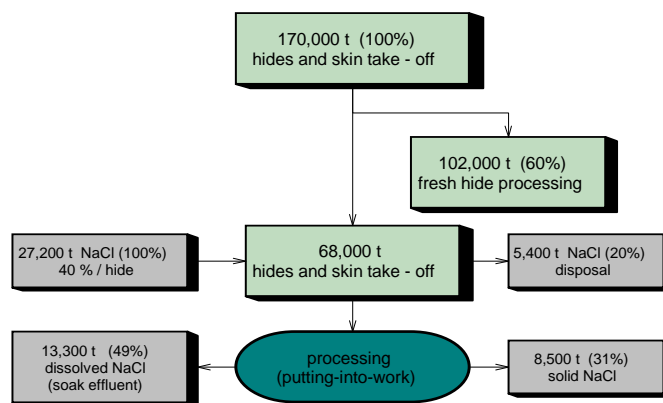 170,000 t (100%)
hides and skin take - off
102,000 t (60%)
fresh hide processing
27,200 t NaCl (100%)
40 % / hide
68,000 t
hides and skin take - off
5,400 t NaCl (20%)
disposal
13,300 t (49%)
dissolved NaCl
(soak effluent)
processing
(putting-into-work)
8,500 t (31%)
solid NaCl